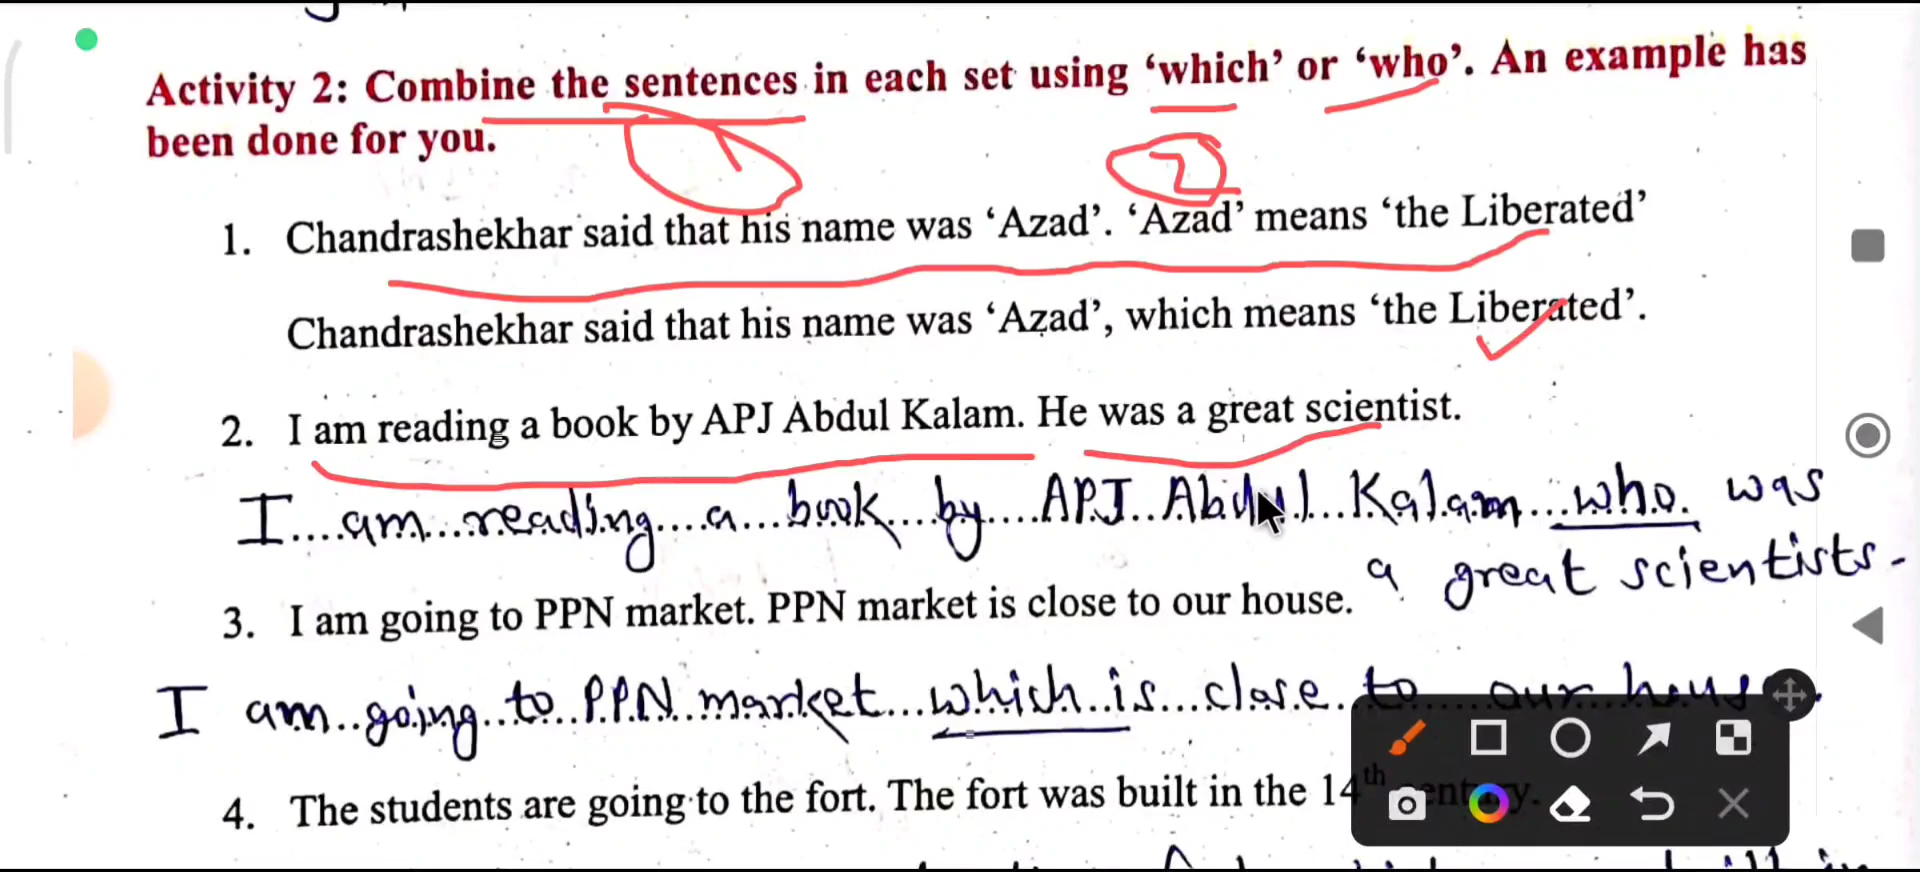 Activity 2: Combine the sentences in each set using ‘which’ or ‘who’. An example has
been done for you.
1
2
1. Chandrashekhar said that his name was ‘Azad’. ‘Azad’ means ‘the Liberated’
Chandrashekhar said that his name was ‘Azad’, which means ‘the Liberated’.
2. I am reading a book by APJ Abdul Kalam. He was a great scientist.
I am reading a book by APJ Abdul Kalam who was
a great scientists.
3. I am going to PPN market. PPN market is close to our house.
I am going to PPN market which is close to our
4. The students are going to the fort. The fort was built in the 14th